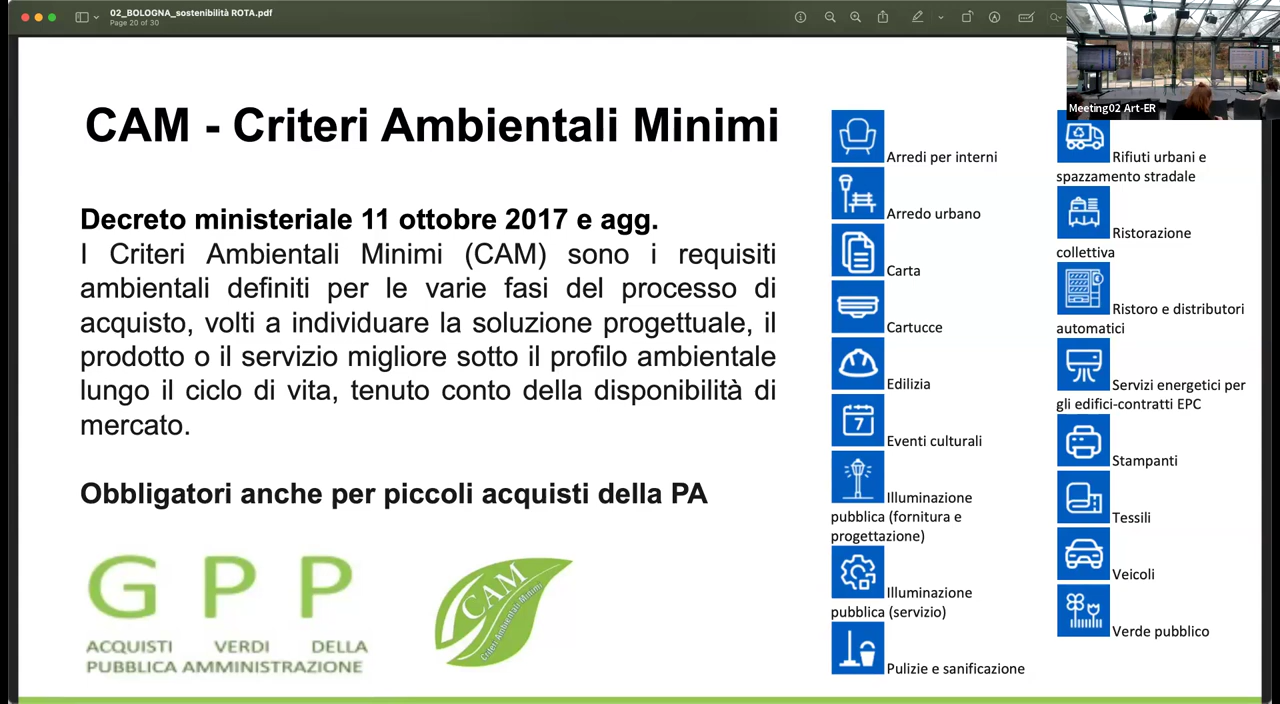 02_BOLOGNA_sostenibilità ROTA.pdf
Page 20 of 30
Meeting02 Art-ER
CAM - Criteri Ambientali Minimi
Decreto ministeriale 11 ottobre 2017 e agg.
I Criteri Ambientali Minimi (CAM) sono i requisiti
ambientali definiti per le varie fasi del processo di
acquisto, volti a individuare la soluzione progettuale, il
prodotto o il servizio migliore sotto il profilo ambientale
lungo il ciclo di vita, tenuto conto della disponibilità di
mercato.
Obbligatori anche per piccoli acquisti della PA
GPP
ACQUISTI VERDI DELLA
PUBBLICA AMMINISTRAZIONE
CAM
Criteri Ambientali Minimi
Arredi per interni
Arredo urbano
Carta
Cartucce
Edilizia
7
Eventi culturali
Illuminazione
pubblica (fornitura e
progettazione)
Illuminazione
pubblica (servizio)
Pulizie e sanificazione
Rifiuti urbani e
spazzamento stradale
Ristorazione
collettiva
Ristoro e distributori
automatici
Servizi energetici per
gli edifici-contratti EPC
Stampanti
Tessili
Veicoli
Verde pubblico